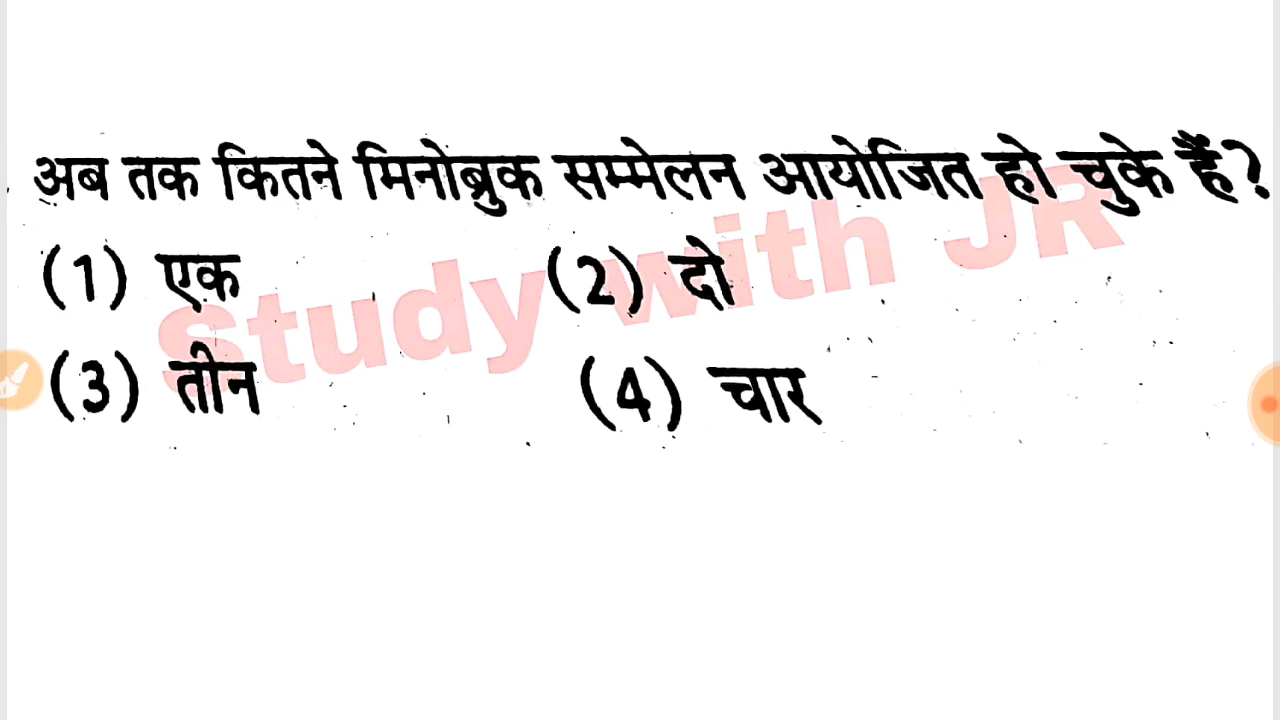 अब तक कितने मिनोब्रुक सम्मेलन आयोजित हो चुके हैं?
(1) एक (2) दो
(3) तीन (4) चार
Study with JR